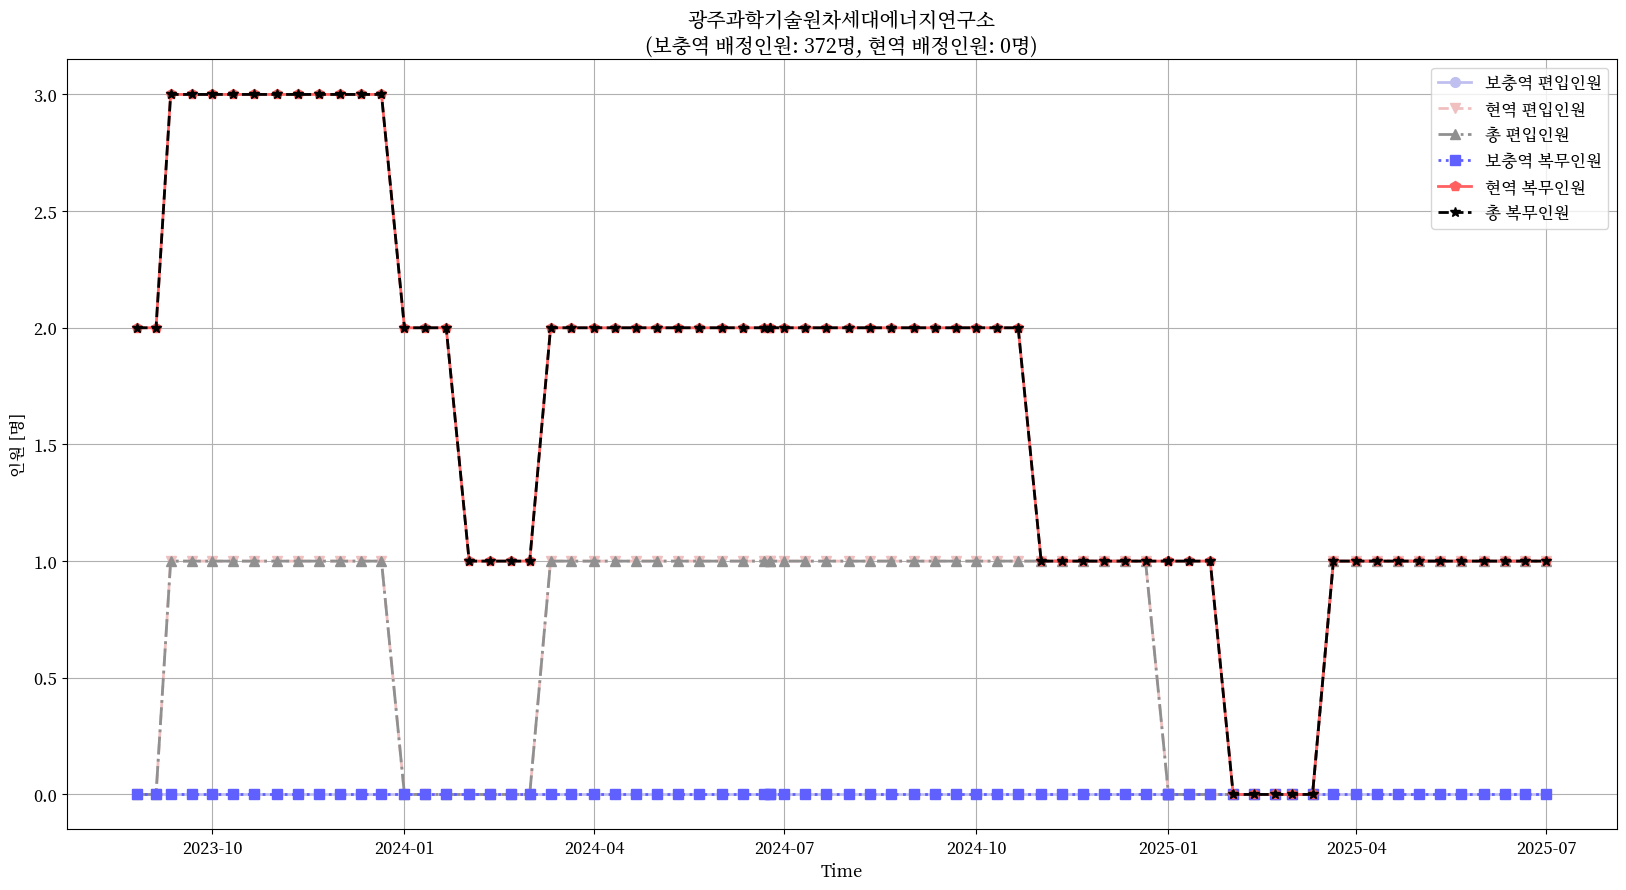 광주과학기술원차세대에너지연구소
(보충역 배정인원: 372명, 현역 배정인원: 0명)
보충역 편입인원
현역 편입인원
총 편입인원
보충역 복무인원
현역 복무인원
총 복무인원
3.0
2.5
2.0
1.5
1.0
0.5
0.0
인원 [명]
2023-10 2024-01 2024-04 2024-07 2024-10 2025-01 2025-04 2025-07
Time